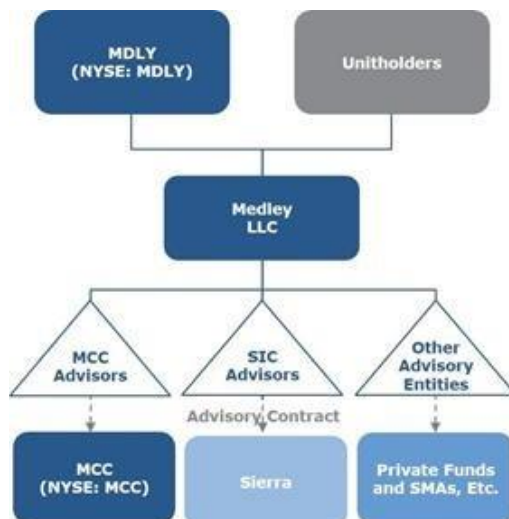 MDLY
(NYSE: MDLY)
Unitholders
Medley
LLC
MCC
Advisors
SIC
Advisors
Other
Advisory
Entities
Advisory Contract
MCC
(NYSE: MCC)
Sierra
Private Funds
and SMAs, Etc.